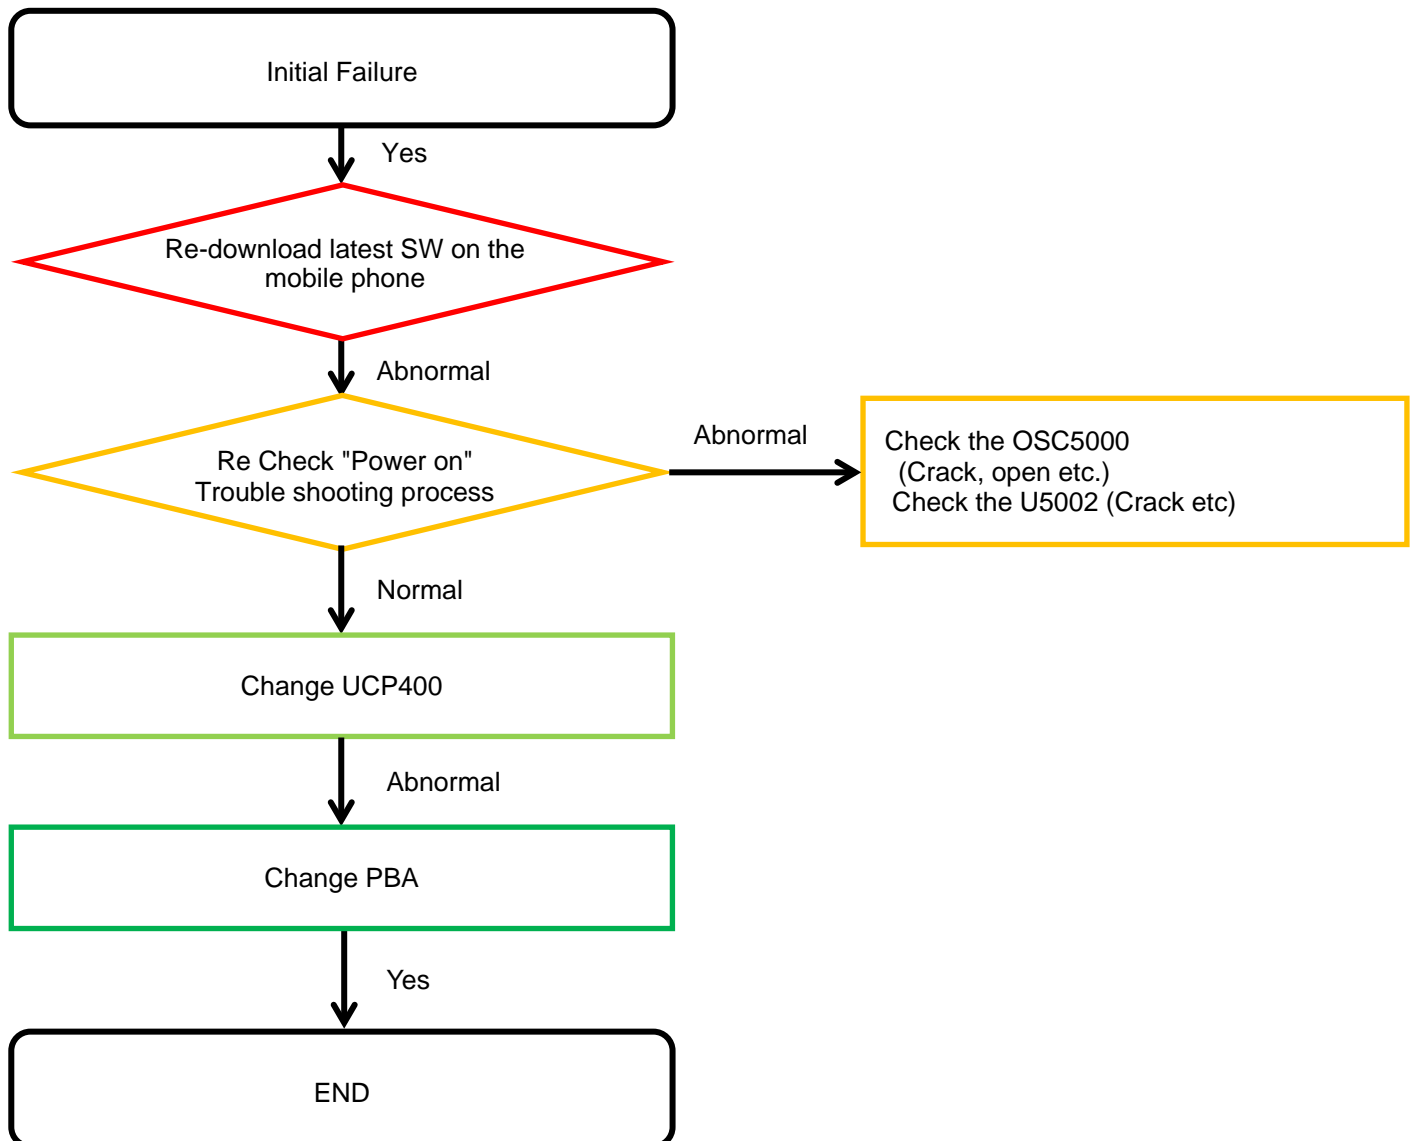 Initial Failure
Yes
Re-download latest SW on the
mobile phone
Abnormal
Re Check "Power on"
Trouble shooting process
Abnormal
Check the OSC5000
(Crack, open etc.)
Check the U5002 (Crack etc)
Normal
Change UCP400
Abnormal
Change PBA
Yes
END